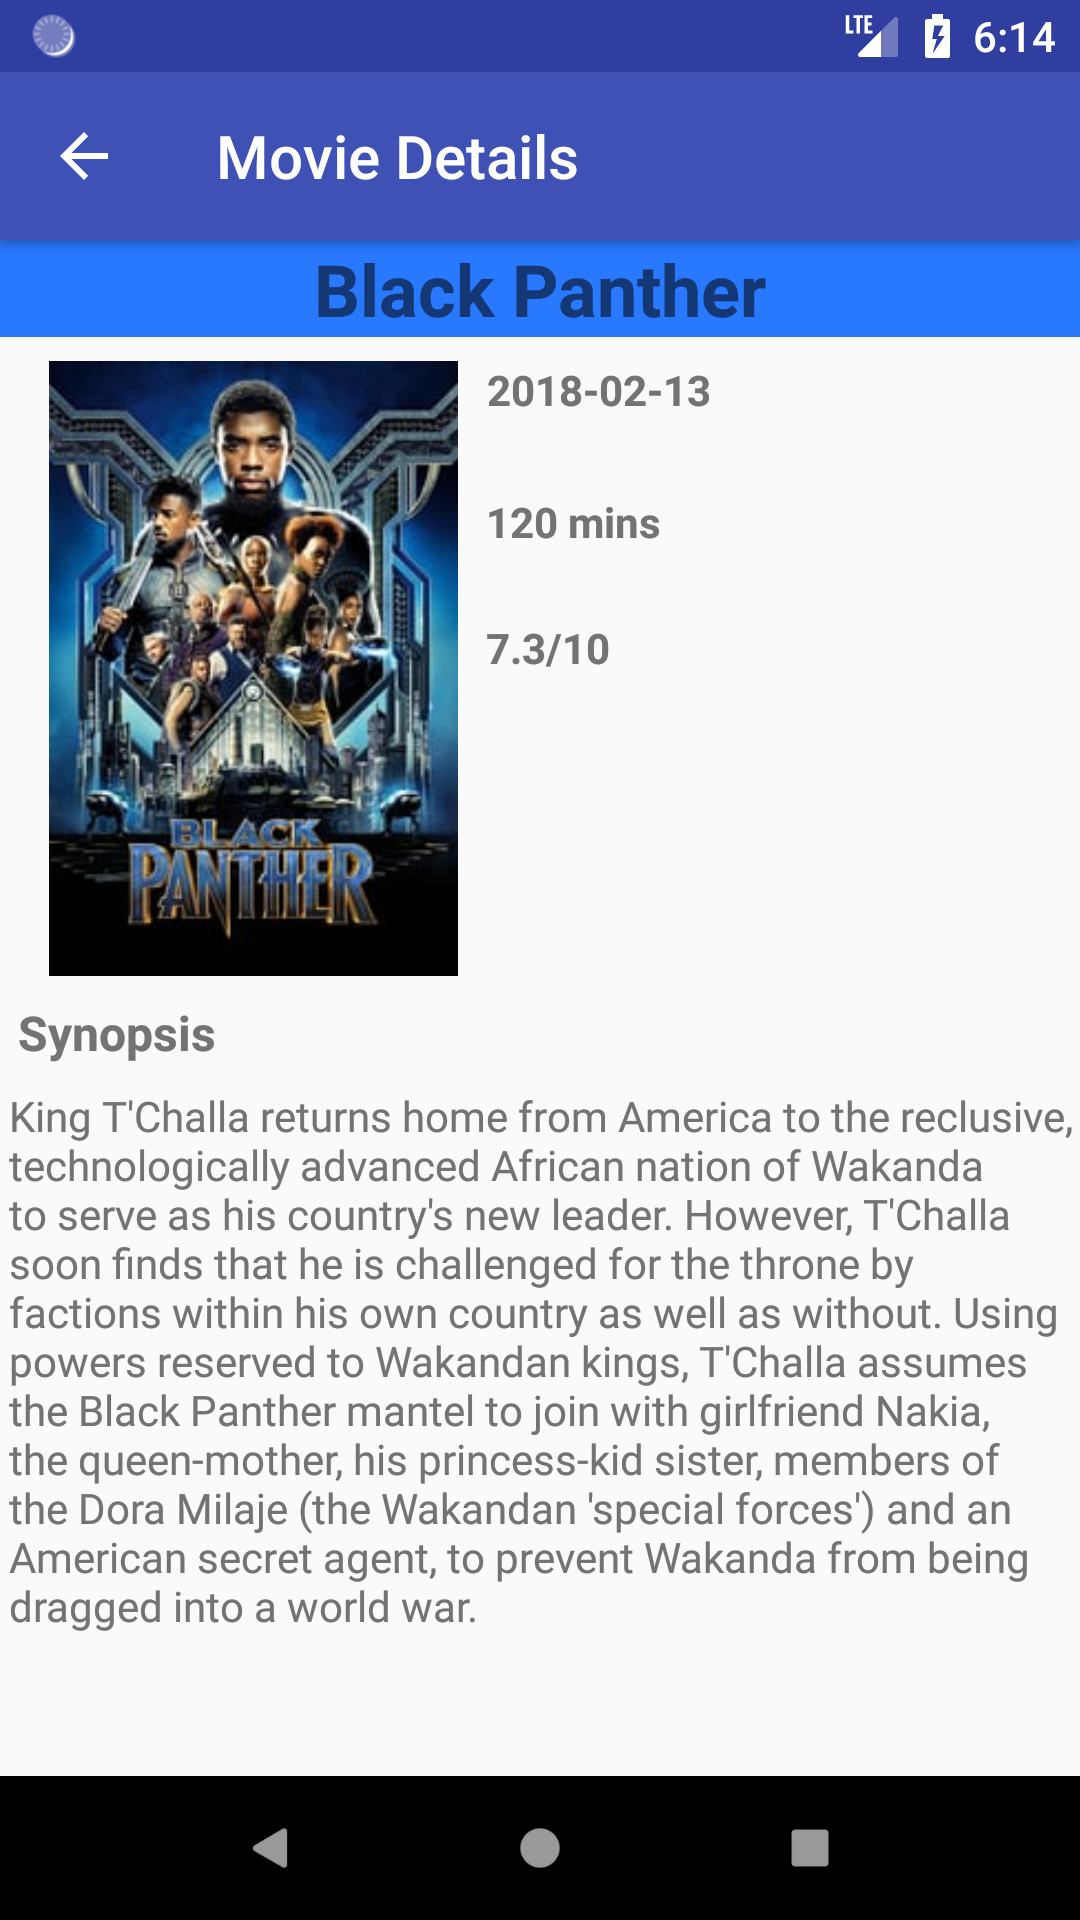 LTE 6:14
Movie Details
Black Panther
2018-02-13
120 mins
7.3/10
BLACK
PANTHER
Synopsis
King T'Challa returns home from America to the reclusive,
technologically advanced African nation of Wakanda
to serve as his country's new leader. However, T'Challa
soon finds that he is challenged for the throne by
factions within his own country as well as without. Using
powers reserved to Wakandan kings, T'Challa assumes
the Black Panther mantel to join with girlfriend Nakia,
the queen-mother, his princess-kid sister, members of
the Dora Milaje (the Wakandan 'special forces') and an
American secret agent, to prevent Wakanda from being
dragged into a world war.